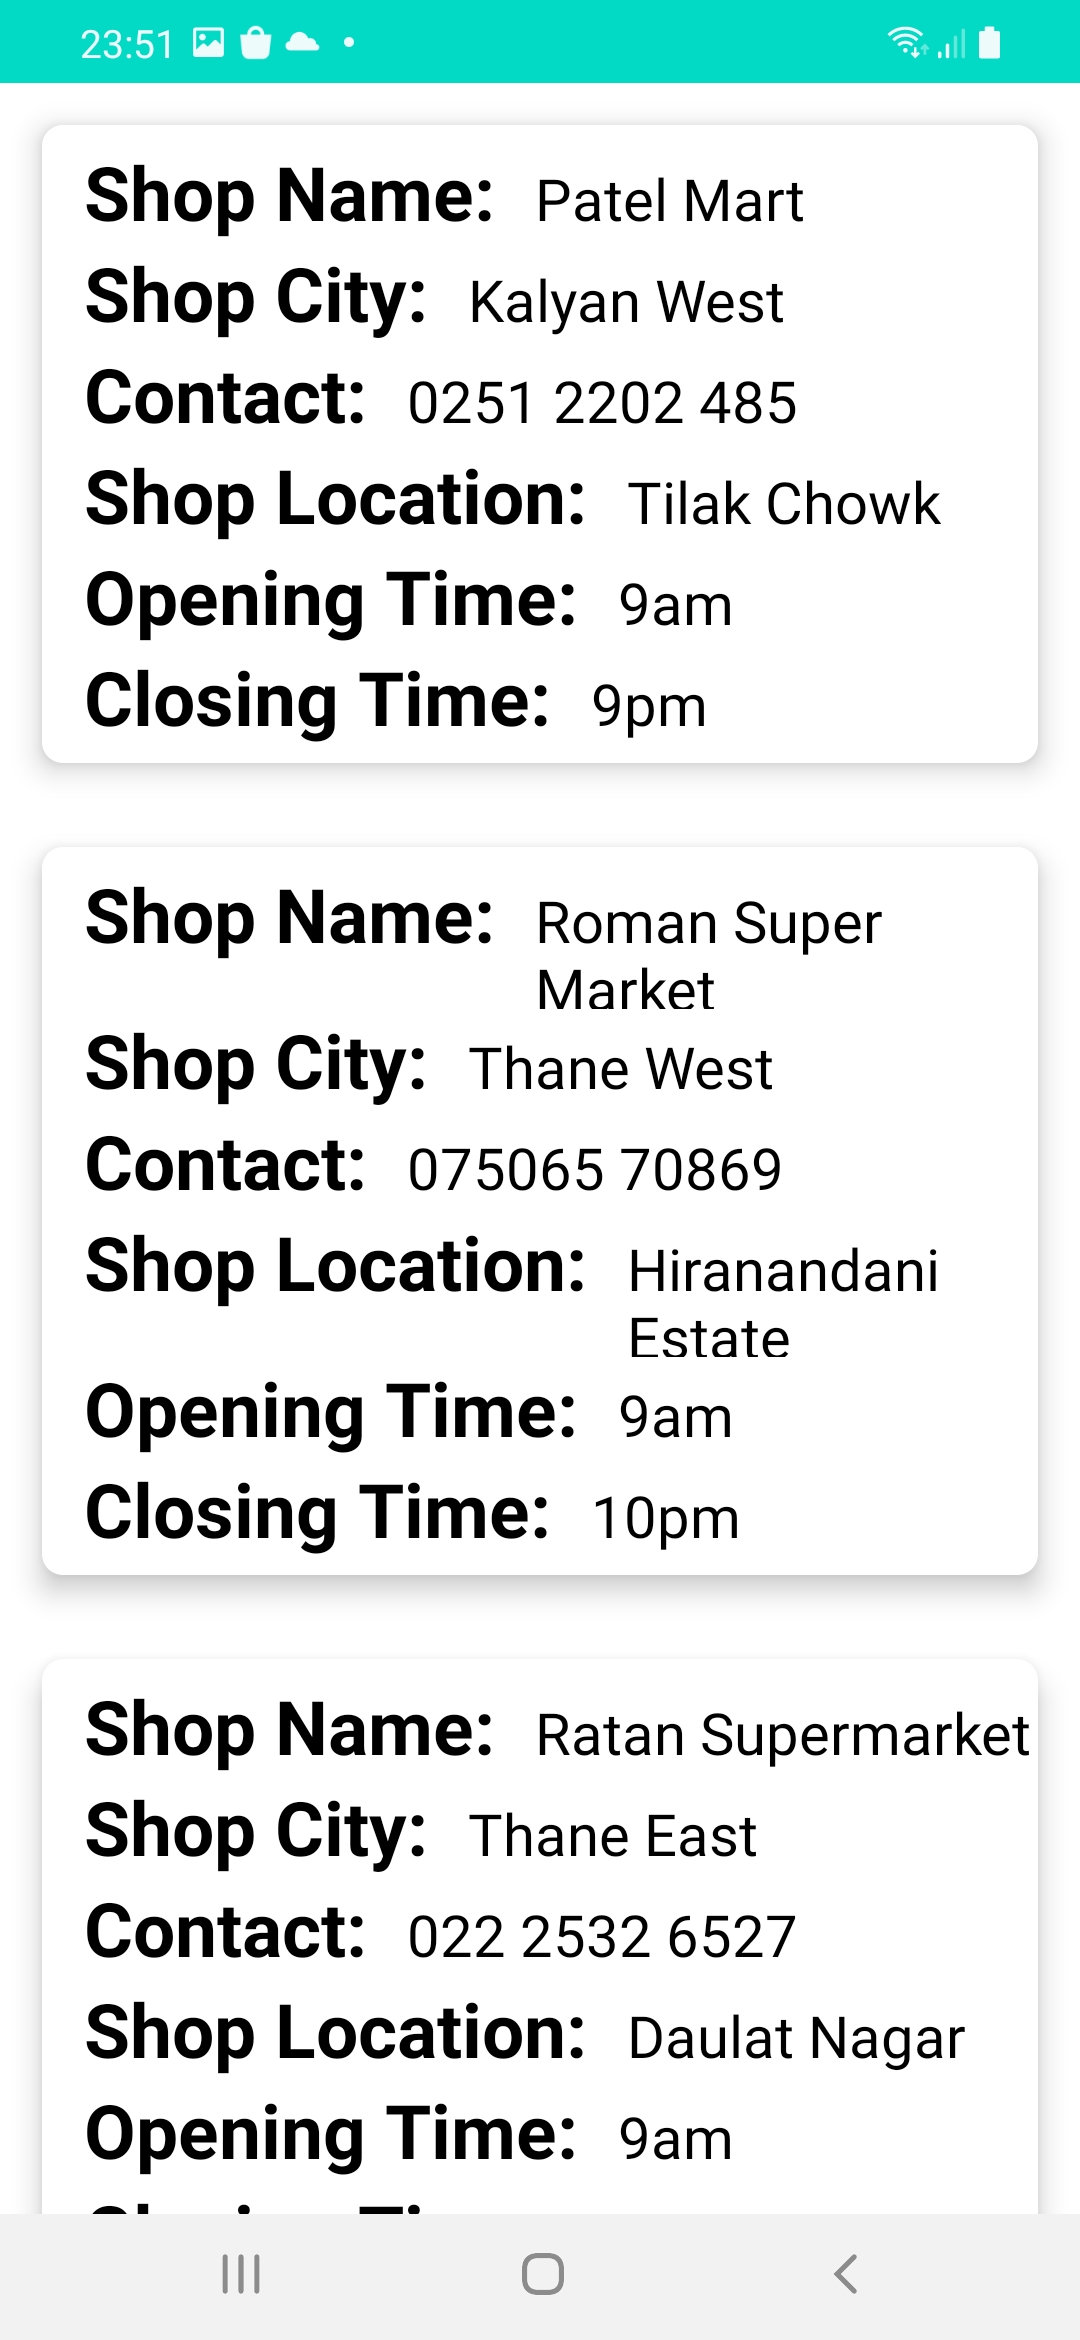 23:51
Shop Name: Patel Mart
Shop City: Kalyan West
Contact: 0251 2202 485
Shop Location: Tilak Chowk
Opening Time: 9am
Closing Time: 9pm
Shop Name: Roman Super
Market
Shop City: Thane West
Contact: 075065 70869
Shop Location: Hiranandani
Estate
Opening Time: 9am
Closing Time: 10pm
Shop Name: Ratan Supermarket
Shop City: Thane East
Contact: 022 2532 6527
Shop Location: Daulat Nagar
Opening Time: 9am